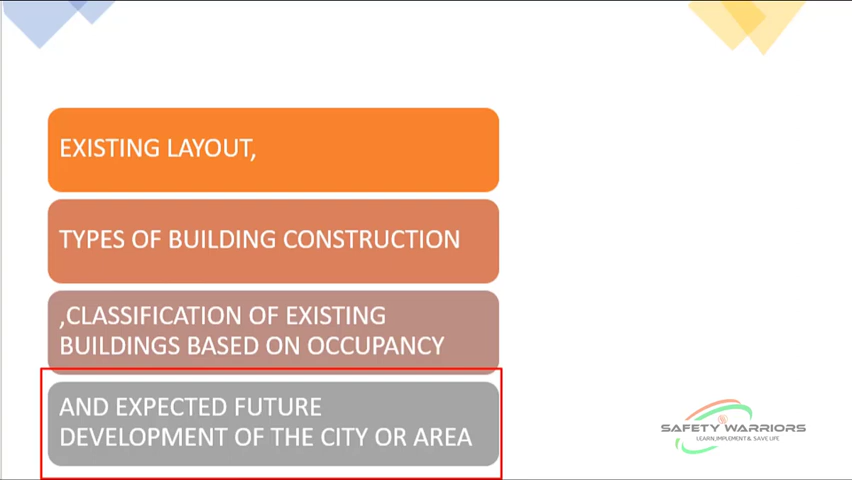 EXISTING LAYOUT,
TYPES OF BUILDING CONSTRUCTION
,CLASSIFICATION OF EXISTING
BUILDINGS BASED ON OCCUPANCY
AND EXPECTED FUTURE
DEVELOPMENT OF THE CITY OR AREA
SAFETY WARRIORS
LEARN,IMPLEMENT & SAVE LIFE